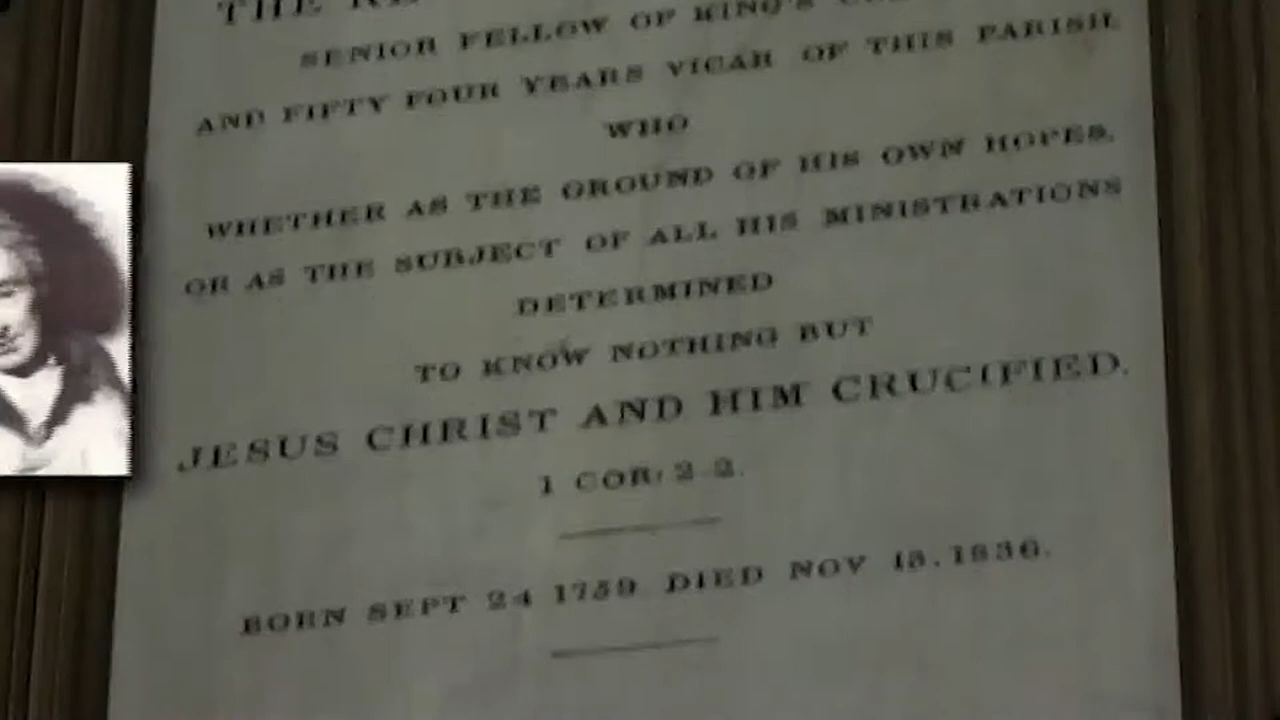 THE
SENIOR FELLOW OF KING'S
AND FIFTY FOUR YEARS VICAR OF THIS PARISH
WHO
WHETHER AS THE GROUND OF HIS OWN HOPES,
OR AS THE SUBJECT OF ALL HIS MINISTRATIONS
DETERMINED
TO KNOW NOTHING BUT
JESUS CHRIST AND HIM CRUCIFIED.
1 COR: 2 2.
BORN SEPT 24 1759 DIED NOV 13.1836.